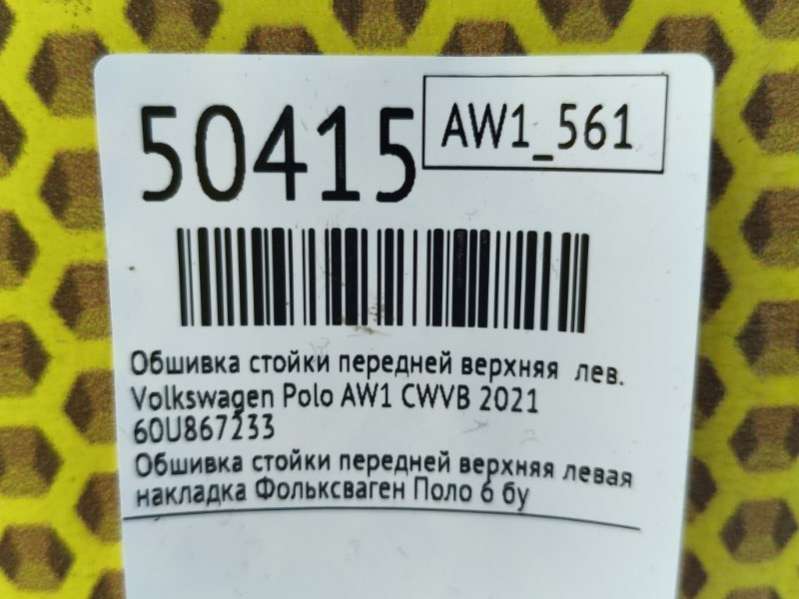 50415
AW1_561
Обшивка стойки передней верхняя лев.
Volkswagen Polo AW1 CWVB 2021
60U867233
Обшивка стойки передней верхняя левая
накладка Фольксваген Поло 6 бу